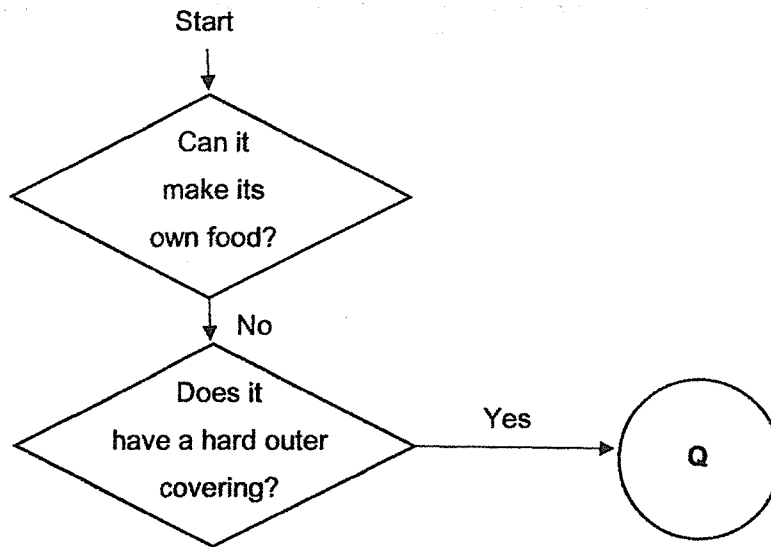 Start
Can it
make its
own food?
No
Does it
have a hard outer
covering?
Yes
Q